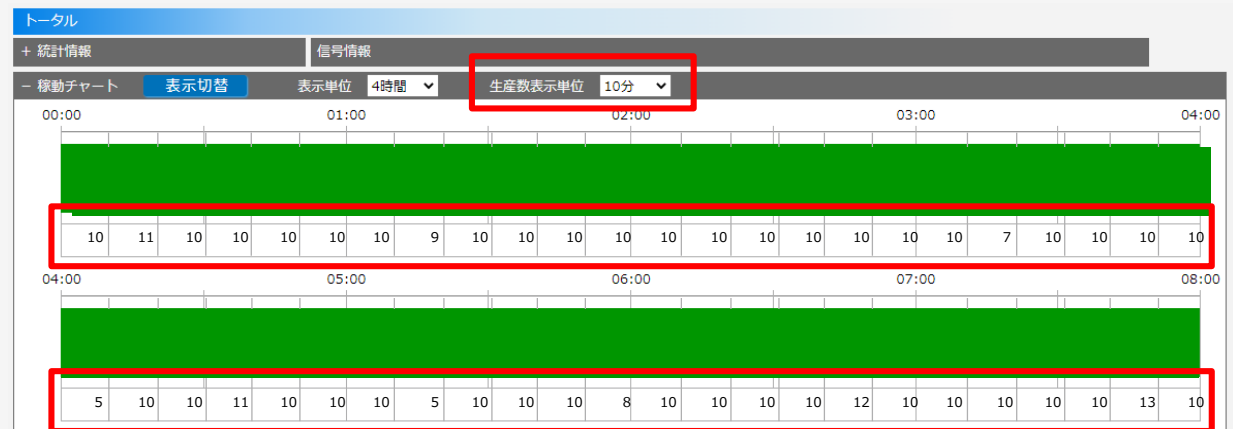 トータル
+ 統計情報 信号情報
− 稼動チャート 表示切替 表示単位 4時間 生産数表示単位 10分
00:00 01:00 02:00 03:00 04:00
10 11 10 10 10 10 10 9 10 10 10 10 10 10 10 10 10 10 10 7 10 10 10 10
04:00 05:00 06:00 07:00 08:00
5 10 10 11 10 10 10 5 10 10 10 8 10 10 10 10 12 10 10 10 10 10 13 10